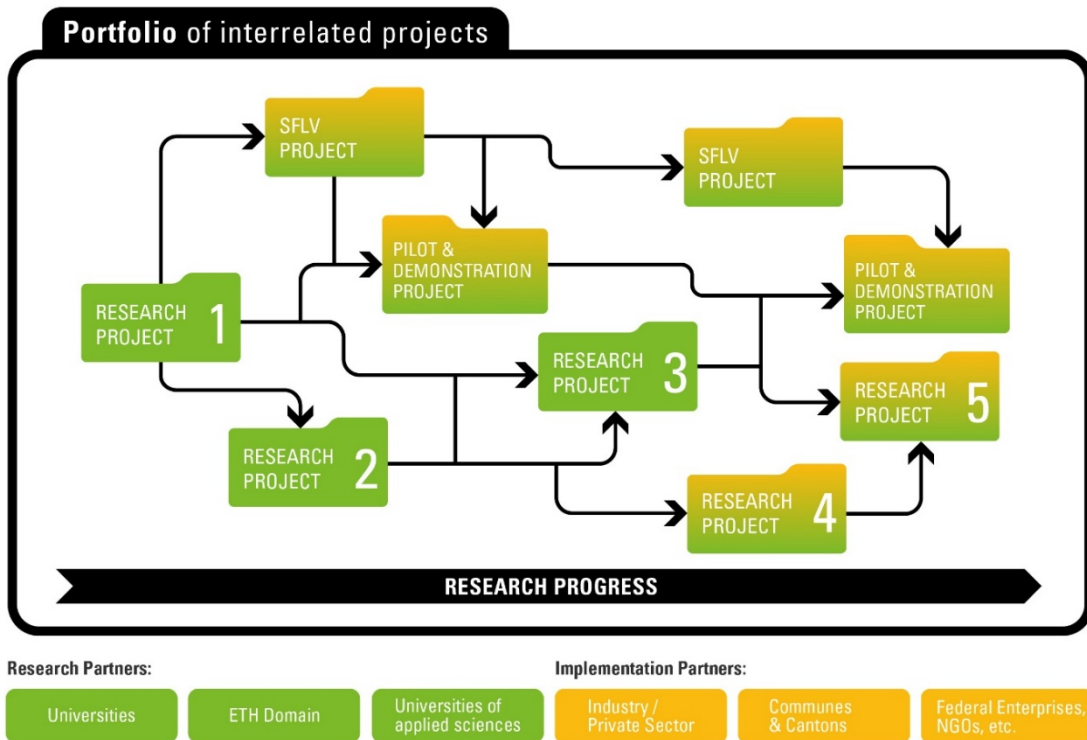 Portfolio of interrelated projects
SFLV
PROJECT
SFLV
PROJECT
PILOT &
DEMONSTRATION
PROJECT
PILOT &
DEMONSTRATION
PROJECT
RESEARCH
PROJECT 1
RESEARCH
PROJECT 3
RESEARCH
PROJECT 5
RESEARCH
PROJECT 2
RESEARCH
PROJECT 4
RESEARCH PROGRESS
Research Partners:
Universities
ETH Domain
Universities of
applied sciences
Implementation Partners:
Industry /
Private Sector
Communes
& Cantons
Federal Enterprises,
NGOs, etc.